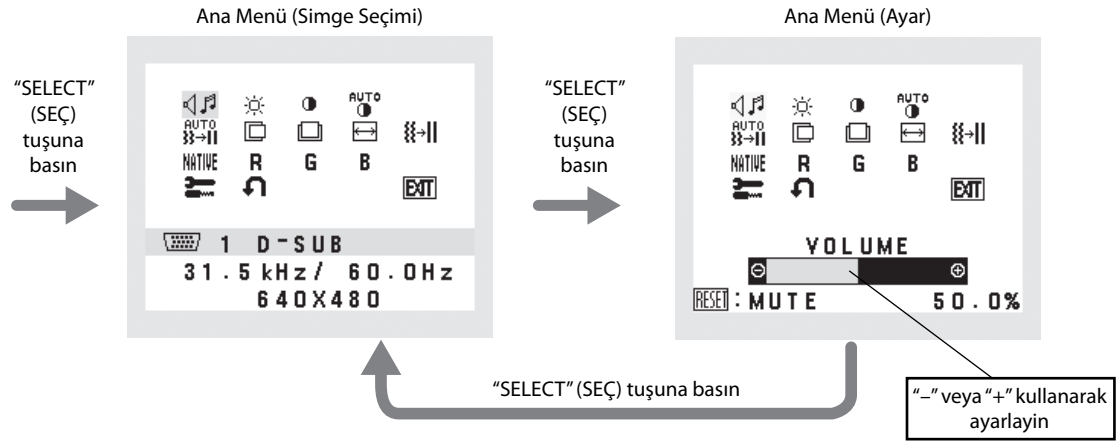 Ana Menü (Simge Seçimi)
Ana Menü (Ayar)
"SELECT"
(SEÇ)
tuşuna
basın
AUTO
AUTO
NATIVE R G B
EXIT
1 D-SUB
31.5kHz/ 60.0Hz
640X480
"SELECT"
(SEÇ)
tuşuna
basın
AUTO
AUTO
NATIVE R G B
EXIT
VOLUME
RESET: MUTE 50.0%
"SELECT" (SEÇ) tuşuna basın
"–" veya "+" kullanarak
ayarlayin